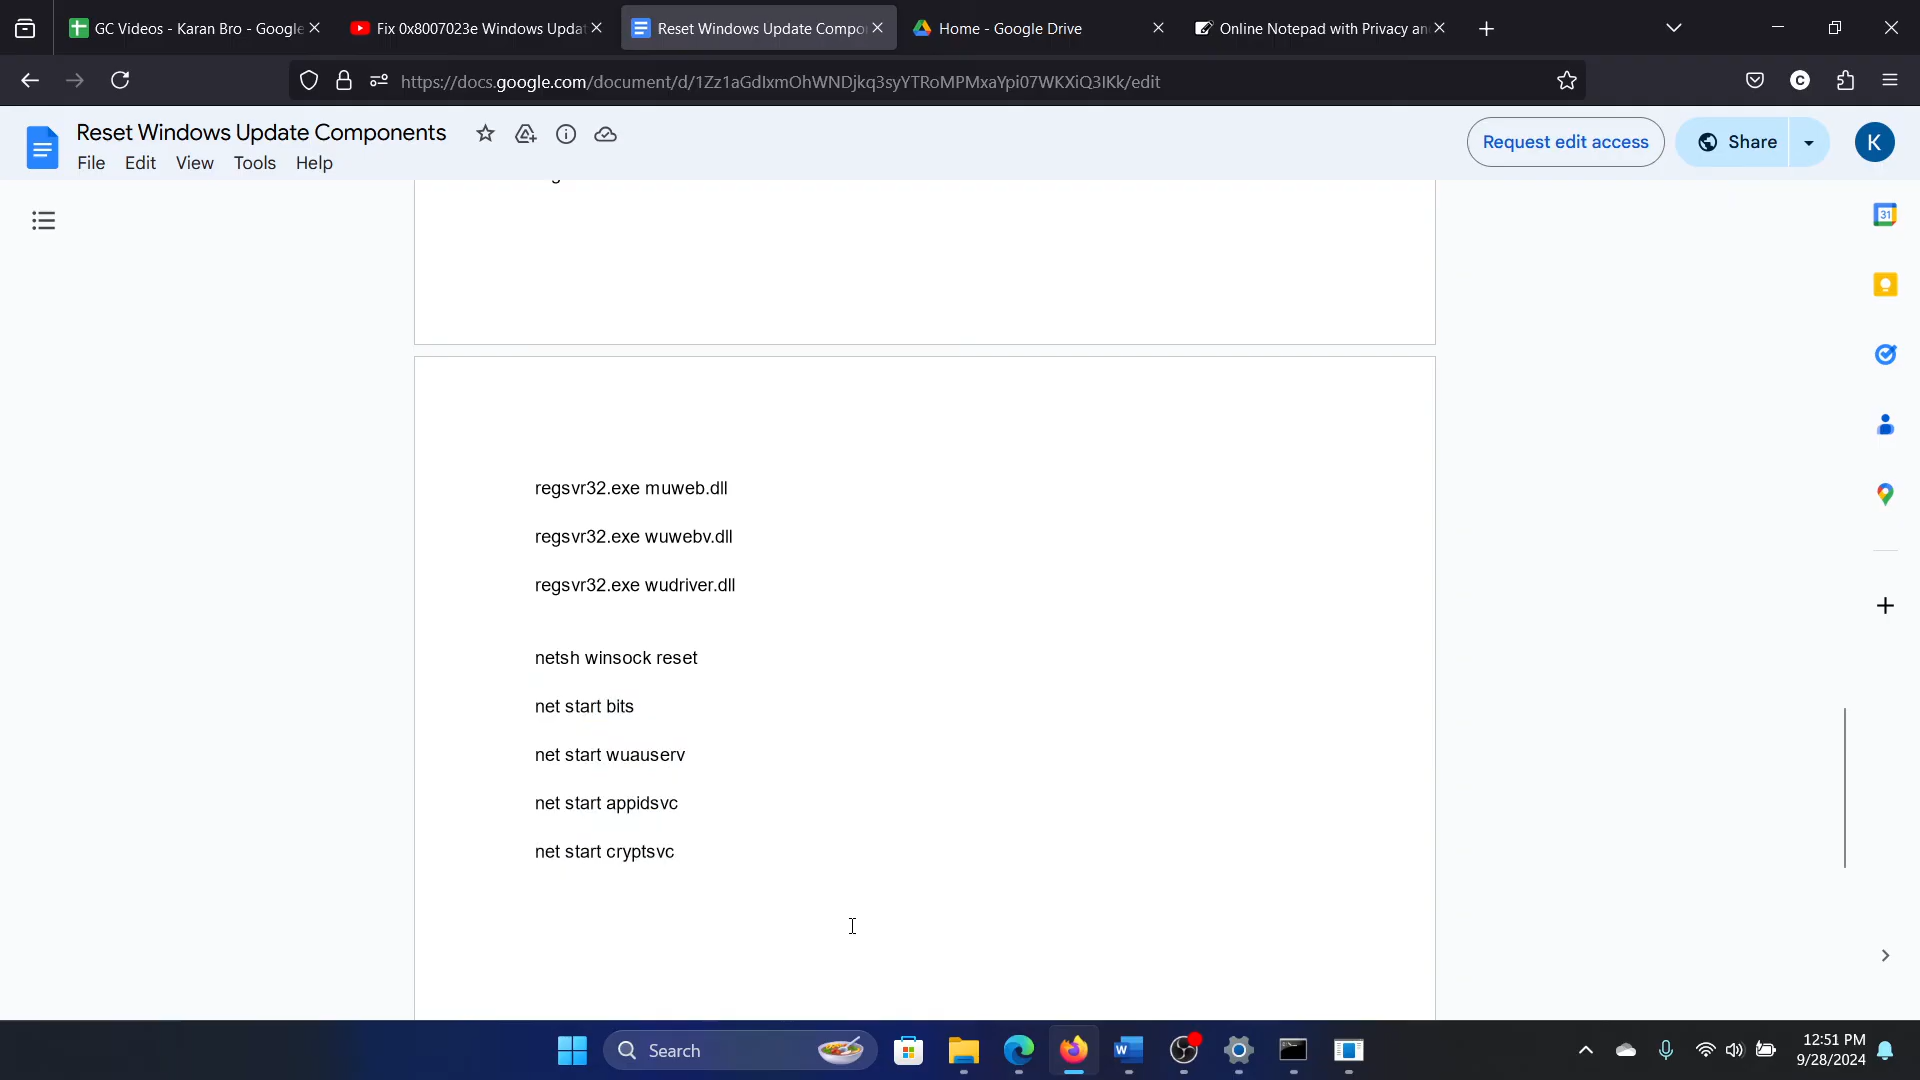 GC Videos - Karan Bro - Google
Fix 0x8007023e Windows Updat
Reset Windows Update Compo
Home - Google Drive
Online Notepad with Privacy an
https://docs.google.com/document/d/1Zz1aGdIxmOhWNDjkq3syYTRoMPMxaYpi07WKXiQ3IKk/edit
C
Reset Windows Update Components
File Edit View Tools Help
Request edit access
Share
K
31
regsvr32.exe muweb.dll
regsvr32.exe wuwebv.dll
regsvr32.exe wudriver.dll
netsh winsock reset
net start bits
net start wuauserv
net start appidsvc
net start cryptsvc
Search
W
12:51 PM
9/28/2024